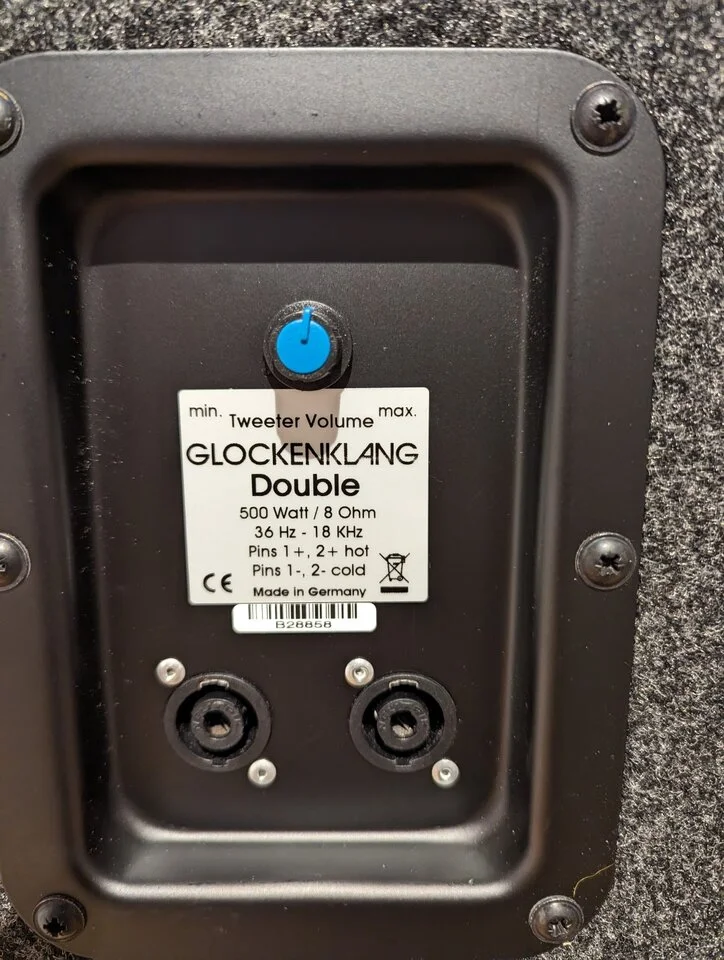 min. Tweeter Volume max.
GLOCKENKLANG
Double
500 Watt / 8 Ohm
36 Hz - 18 KHz
Pins 1+, 2+ hot
Pins 1-, 2- cold
CE
Made in Germany
B28858